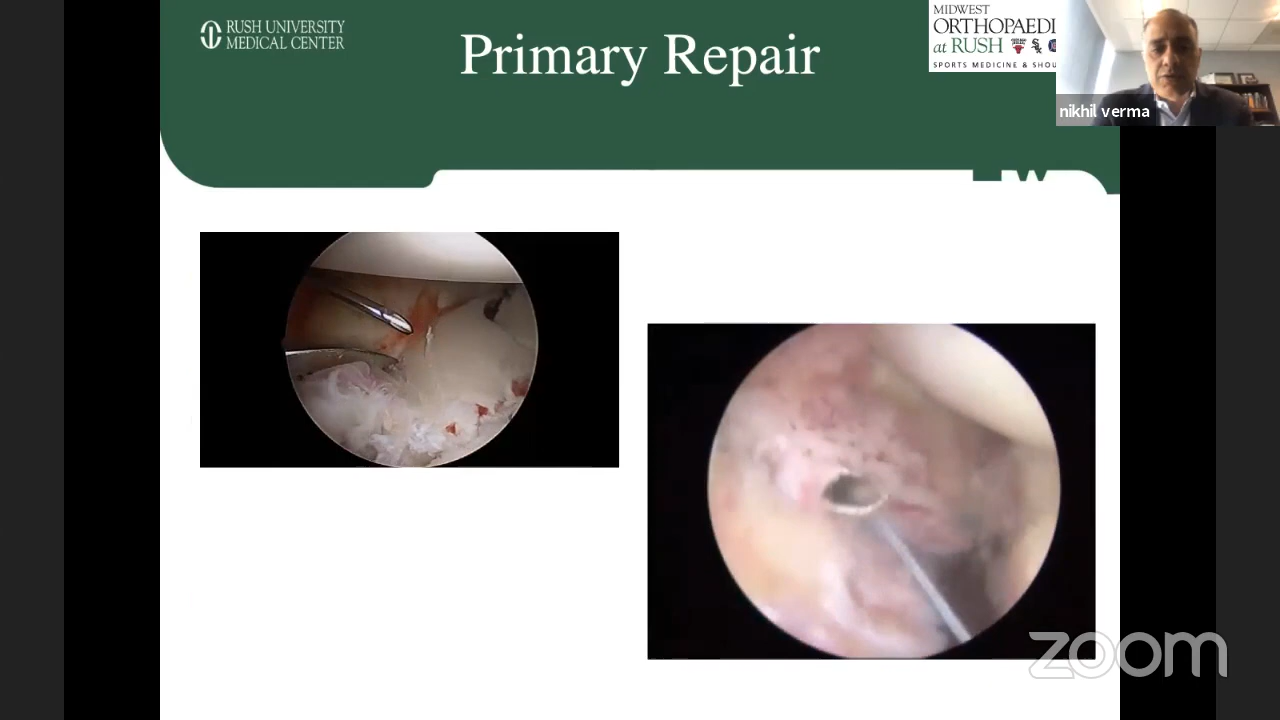 RUSH UNIVERSITY
MEDICAL CENTER
Primary Repair
MIDWEST
ORTHOPAEDI
at RUSH
SPORTS MEDICINE & SHOU
nikhil verma
zoom